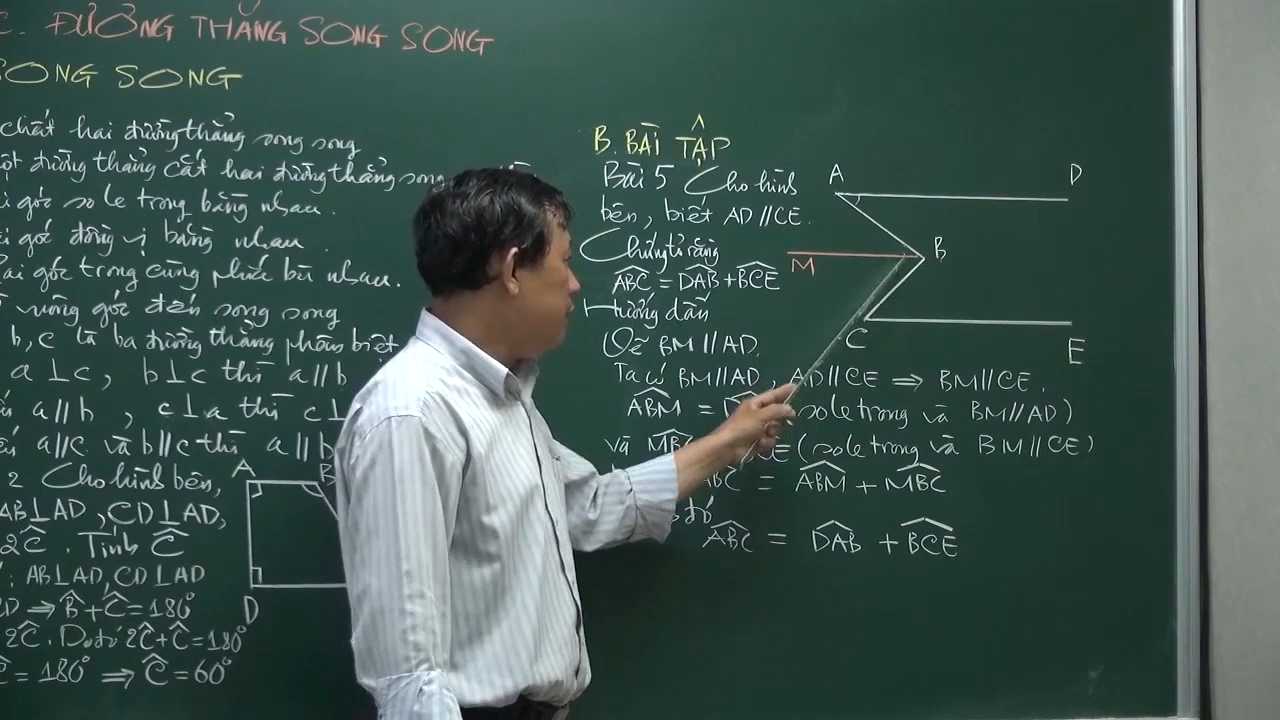 C. ĐƯỜNG THẲNG SONG SONG
SONG SONG
chất hai đường thẳng song song
một đường thẳng cắt hai đường thẳng song
góc so le trong bằng nhau.
góc đồng vị bằng nhau.
góc trong cùng phía bù nhau.
vuông góc đến song song
b, c là ba đường thẳng phân biệt
a⊥c, b⊥c thì a//b
a//b, c⊥a thì c⊥
a//c và b//c thì a//b
2 Cho hình bên,
AB⊥AD, CD⊥AD,
2Ĉ. Tính Ĉ
: AB⊥AD, CD⊥AD
CD ⇒ B̂+Ĉ=180°
2Ĉ. Do đó 2Ĉ+Ĉ=180°
Ĉ = 180° ⇒ Ĉ=60°
A B
D
B. BÀI TẬP
Bài 5 Cho hình
bên, biết AD//CE.
Chứng tỏ rằng
ABC = DAB + BCE
Hướng dẫn
Vẽ BM//AD.
Ta có BM//AD, AD//CE ⇒ BM//CE.
ABM = (so le trong và BM//AD)
và MBC (so le trong và BM//CE)
ABC = ABM + MBC
đó
ABC = DAB + BCE
A D
M B
C E